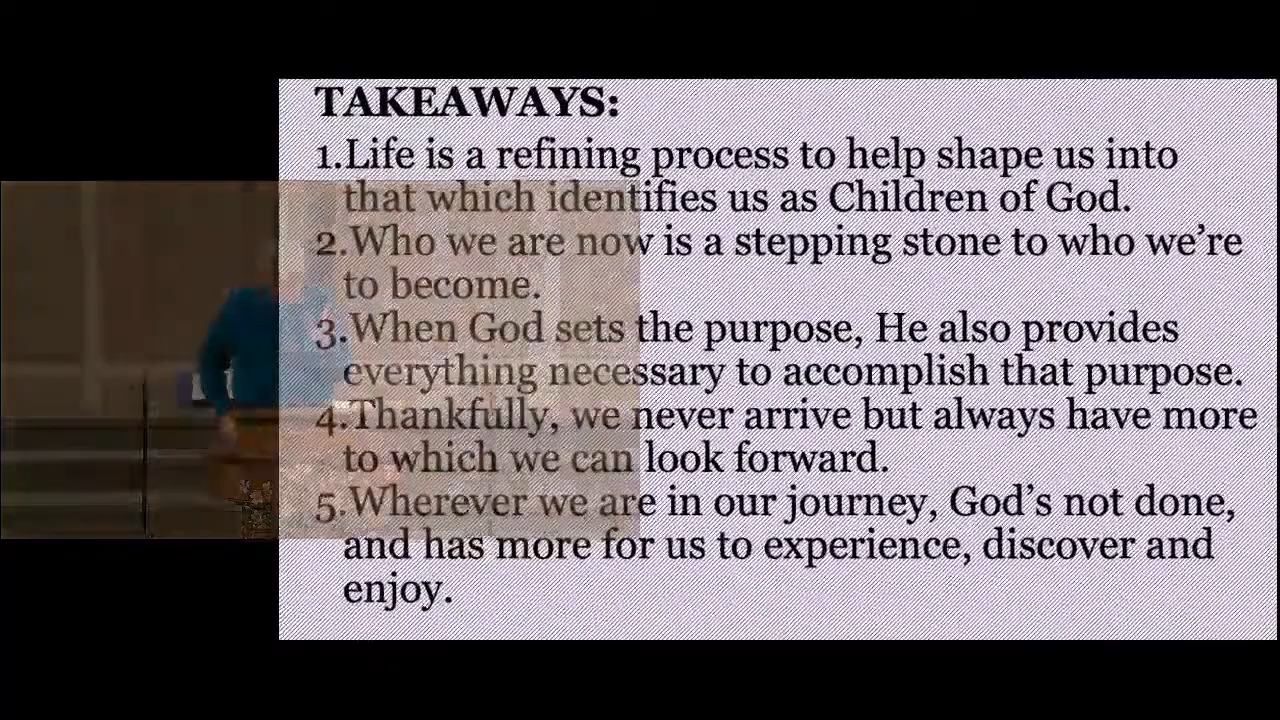 TAKEAWAYS:
1.Life is a refining process to help shape us into
that which identifies us as Children of God.
2.Who we are now is a stepping stone to who we’re
to become.
3.When God sets the purpose, He also provides
everything necessary to accomplish that purpose.
4.Thankfully, we never arrive but always have more
to which we can look forward.
5.Wherever we are in our journey, God’s not done,
and has more for us to experience, discover and
enjoy.